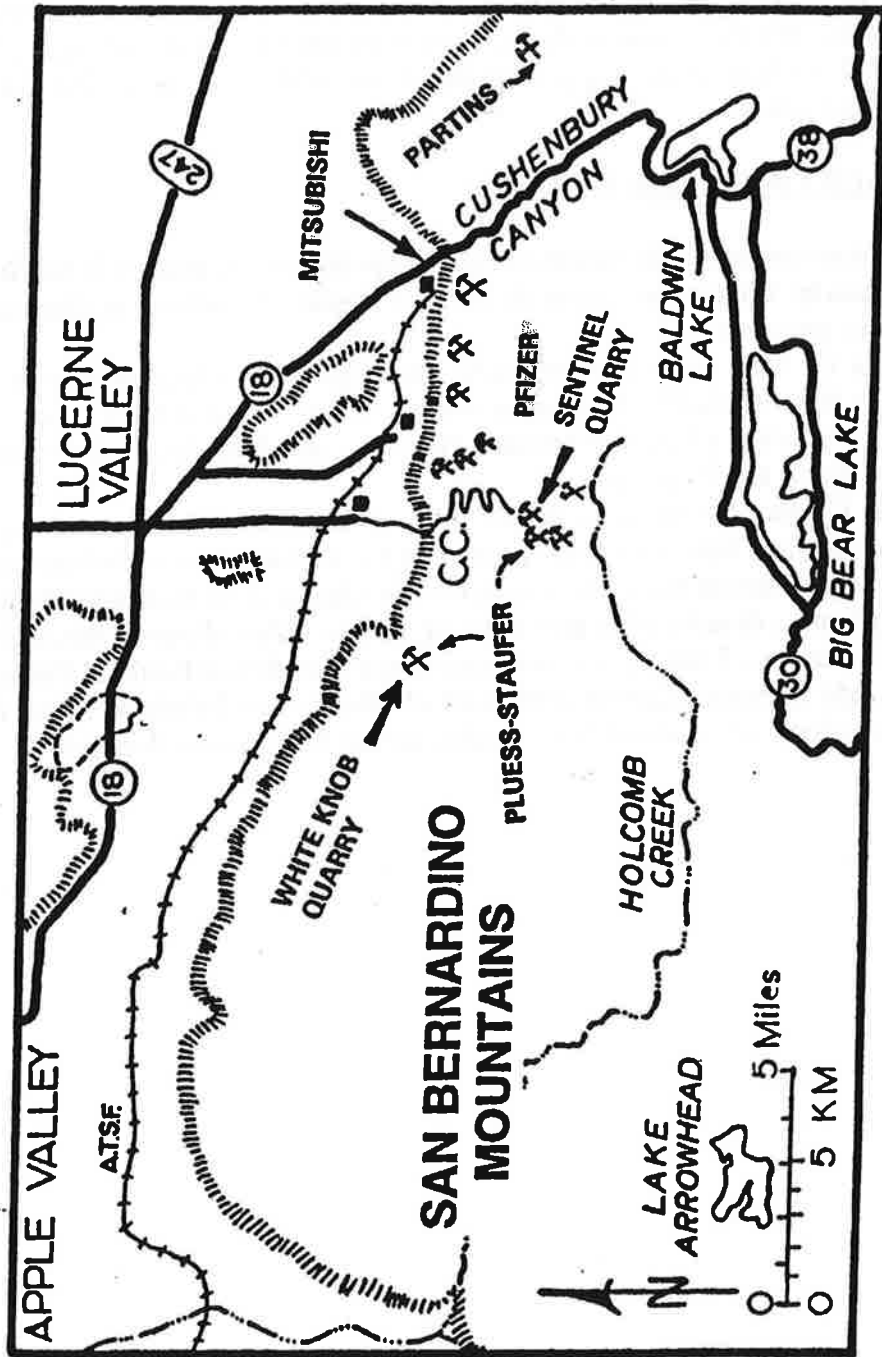 APPLE VALLEY
LUCERNE
VALLEY
247
18
18
A.T.S.F.
MITSUBISHI
PARTINS
CUSHENBURY
CANYON
WHITE KNOB
QUARRY
C.C.
PFIZER
SENTINEL
QUARRY
PLUESS-STAUFER
SAN BERNARDINO
MOUNTAINS
HOLCOMB
CREEK
BALDWIN
LAKE
38
30
BIG BEAR LAKE
LAKE
ARROWHEAD
N
0 5 Miles
0 5 KM